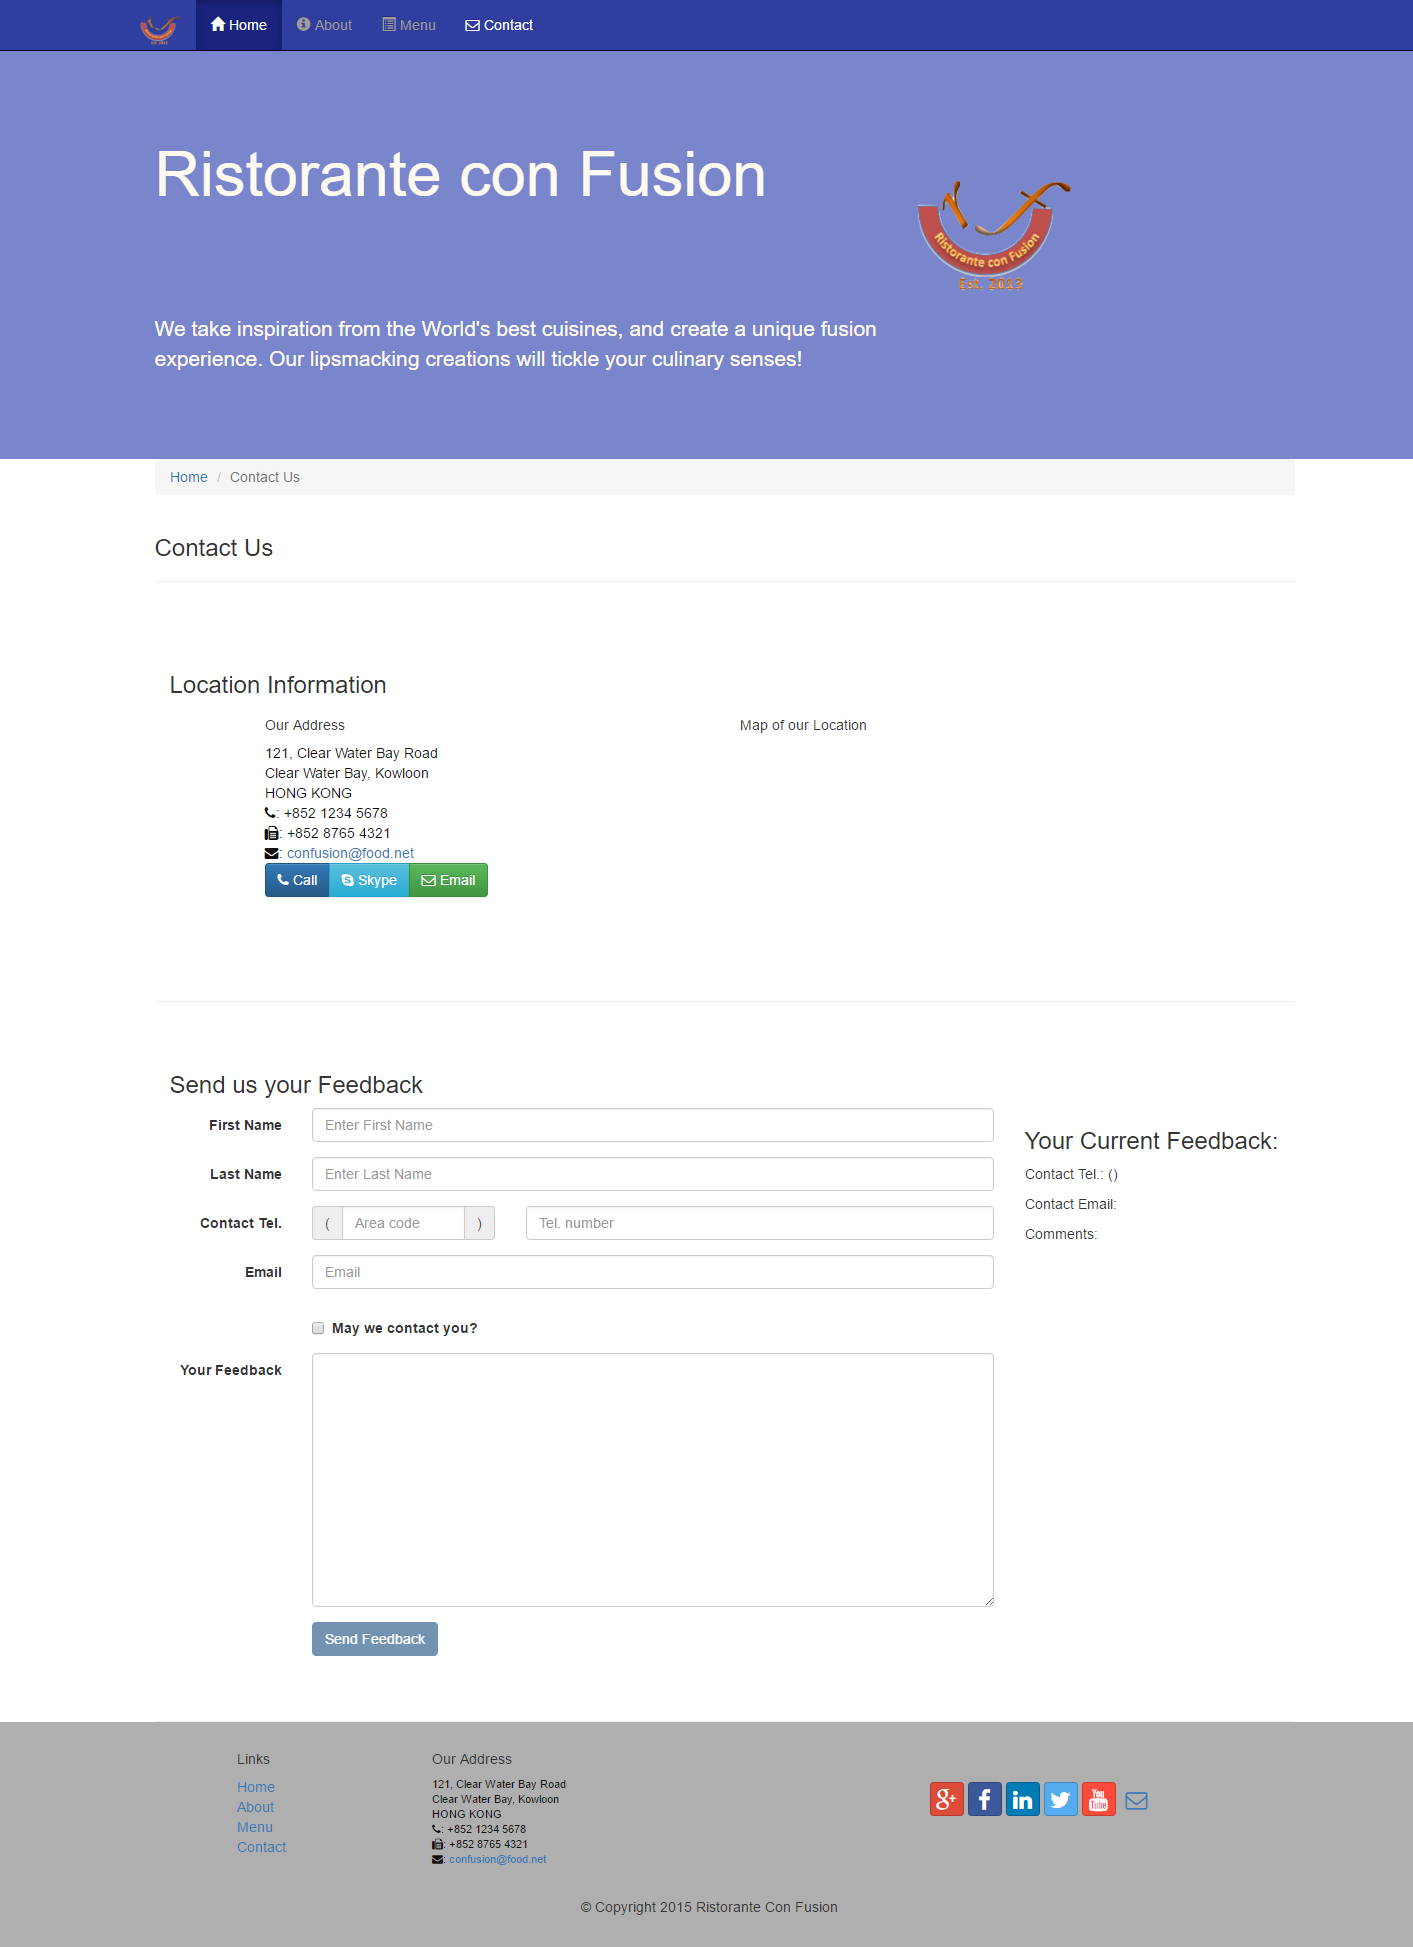 Home About Menu Contact
Ristorante con Fusion
Ristorante con Fusion
Est. 2013
We take inspiration from the World's best cuisines, and create a unique fusion
experience. Our lipsmacking creations will tickle your culinary senses!
Home / Contact Us
Contact Us
Location Information
Our Address
121, Clear Water Bay Road
Clear Water Bay, Kowloon
HONG KONG
: +852 1234 5678
: +852 8765 4321
: confusion@food.net
Call Skype Email
Map of our Location
Send us your Feedback
First Name Enter First Name
Last Name Enter Last Name
Contact Tel. ( Area code ) Tel. number
Email Email
May we contact you?
Your Feedback
Send Feedback
Your Current Feedback:
Contact Tel.: ()
Contact Email:
Comments:
Links
Home
About
Menu
Contact
Our Address
121, Clear Water Bay Road
Clear Water Bay, Kowloon
HONG KONG
: +852 1234 5678
: +852 8765 4321
: confusion@food.net
g+ f in You Tube
© Copyright 2015 Ristorante Con Fusion